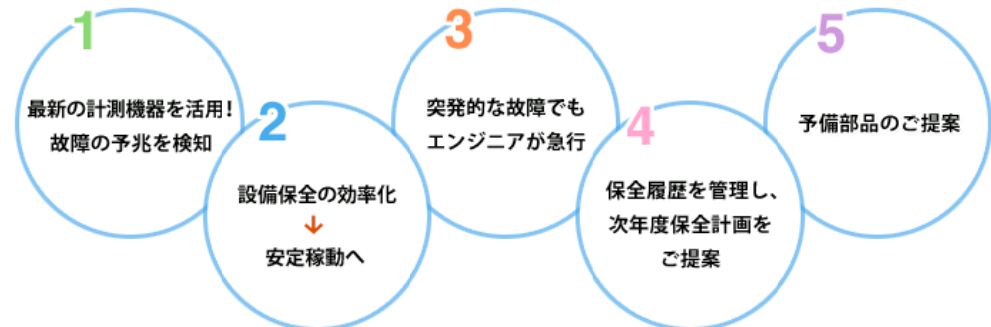 1
最新の計測機器を活用!
故障の予兆を検知
2
設備保全の効率化
↓
安定稼動へ
3
突発的な故障でも
エンジニアが急行
4
保全履歴を管理し、
次年度保全計画を
ご提案
5
予備部品のご提案